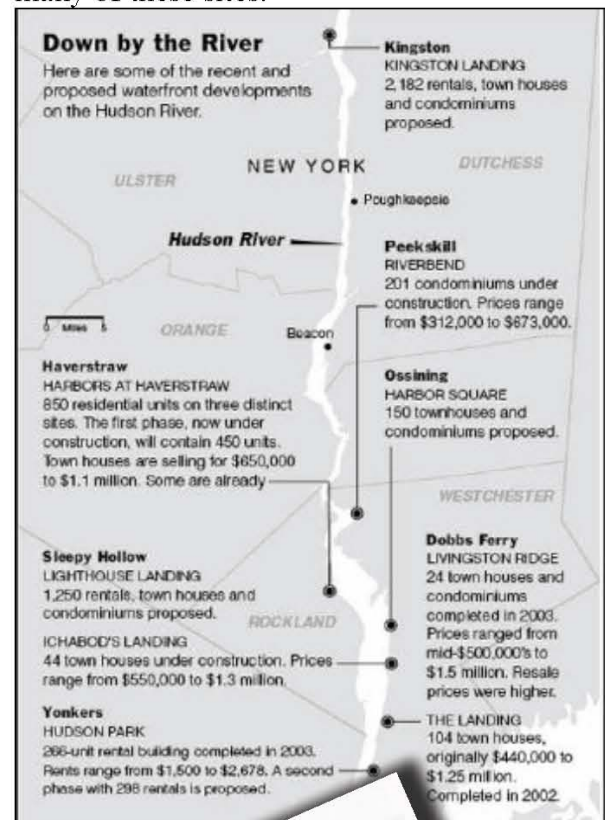 many of these sites.
Down by the River
Here are some of the recent and
proposed waterfront developments
on the Hudson River.
Kingston
KINGSTON LANDING
2,182 rentals, town houses
and condominiums
proposed.
NEW YORK
DUTCHESS
ULSTER
Poughkeepsie
Hudson River
Peekskill
RIVERBEND
201 condominiums under
construction. Prices range
from $312,000 to $673,000.
Miles
ORANGE
Beacon
Haverstraw
HARBORS AT HAVERSTRAW
850 residential units on three distinct
sites. The first phase, now under
construction, will contain 450 units.
Town houses are selling for $650,000
to $1.1 million. Some are already
Ossining
HARBOR SQUARE
150 townhouses and
condominiums proposed.
WESTCHESTER
Sleepy Hollow
LIGHTHOUSE LANDING
1,250 rentals, town houses and
condominiums proposed.
ROCKLAND
ICHABOD'S LANDING
44 town houses under construction. Prices
range from $550,000 to $1.3 million.
Dobbs Ferry
LIVINGSTON RIDGE
24 town houses and
condominiums
completed in 2003.
Prices ranged from
mid-$500,000's to
$1.5 million. Resale
prices were higher.
THE LANDING
104 town houses,
originally $440,000 to
$1.25 million.
Completed in 2002.
Yonkers
HUDSON PARK
266-unit rental building completed in 2003.
Rents range from $1,500 to $2,678. A second
phase with 298 rentals is proposed.